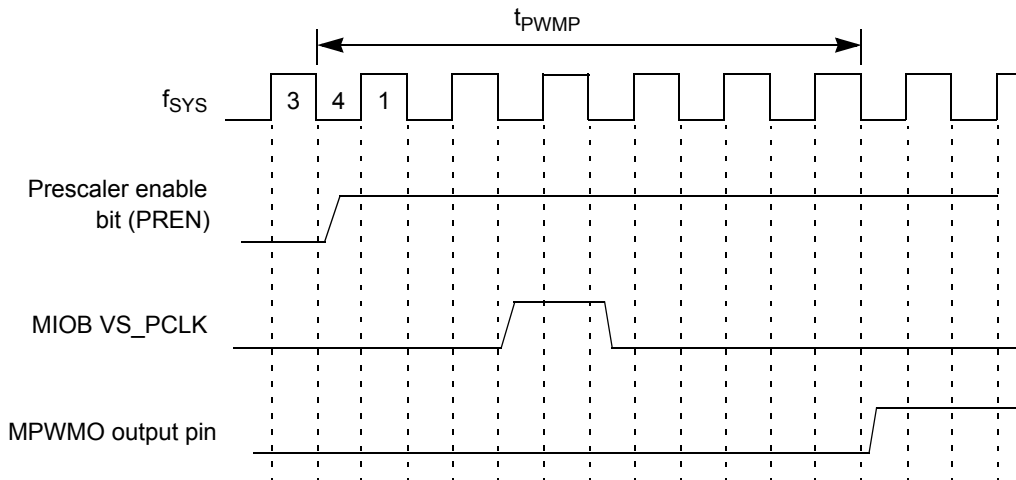 tPWMP
fSYS
3 4 1
Prescaler enable
bit (PREN)
MIOB VS_PCLK
MPWMO output pin